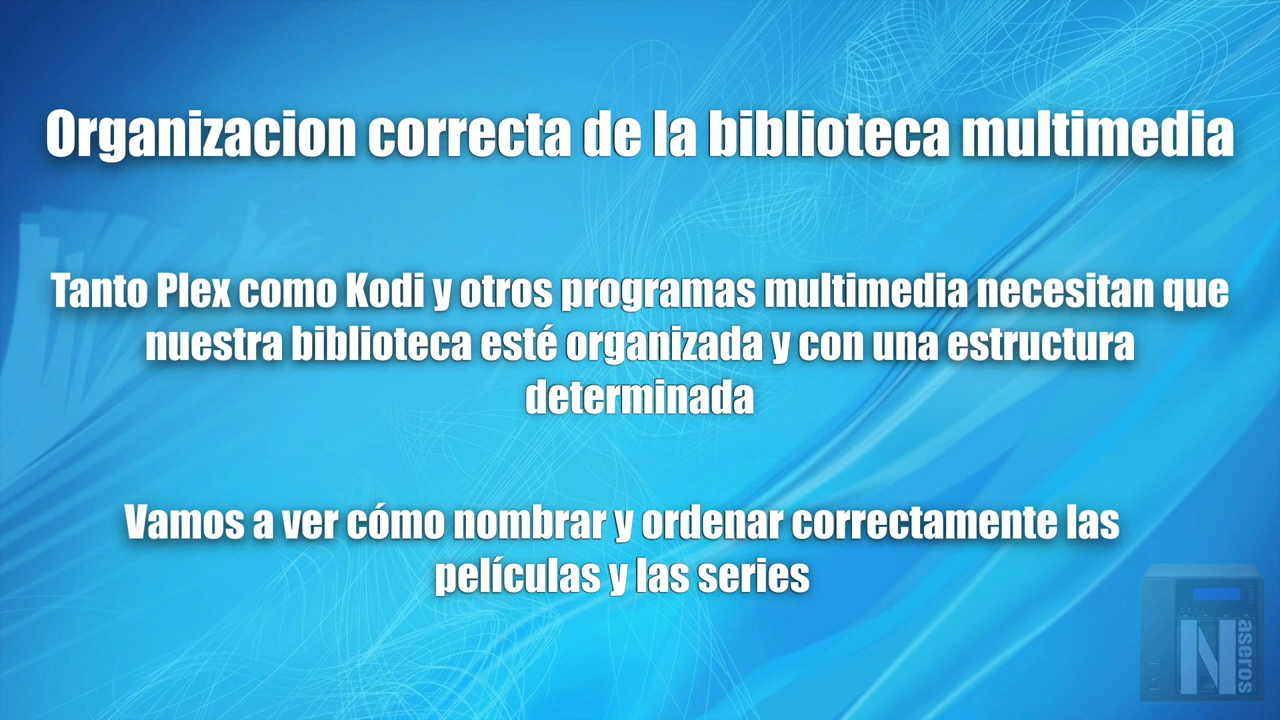 Organizacion correcta de la biblioteca multimedia
Tanto Plex como Kodi y otros programas multimedia necesitan que
nuestra biblioteca esté organizada y con una estructura
determinada
Vamos a ver cómo nombrar y ordenar correctamente las
películas y las series
Naseros